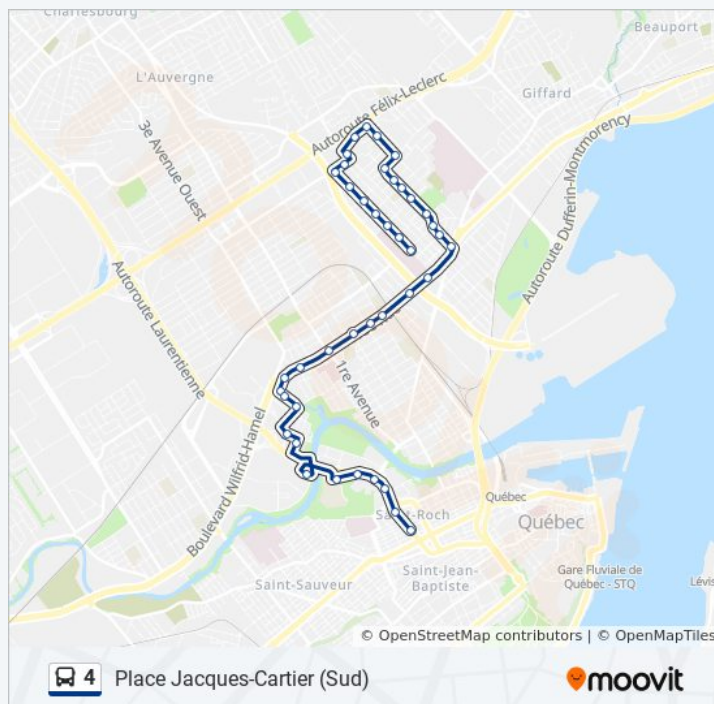 Charlesbourg
Beauport
L'Auvergne
Autoroute Félix-Leclerc
Giffard
3e Avenue Ouest
Autoroute Dufferin-Montmorency
Autoroute Laurentienne
1re Avenue
Boulevard Wilfrid-Hamel
Québec
Saint-Roch
Québec
Saint-Jean-
Baptiste
Gare Fluviale de
Québec - STQ
Lévis
Saint-Sauveur
© OpenStreetMap contributors | © OpenMapTiles
4 Place Jacques-Cartier (Sud)
moovit